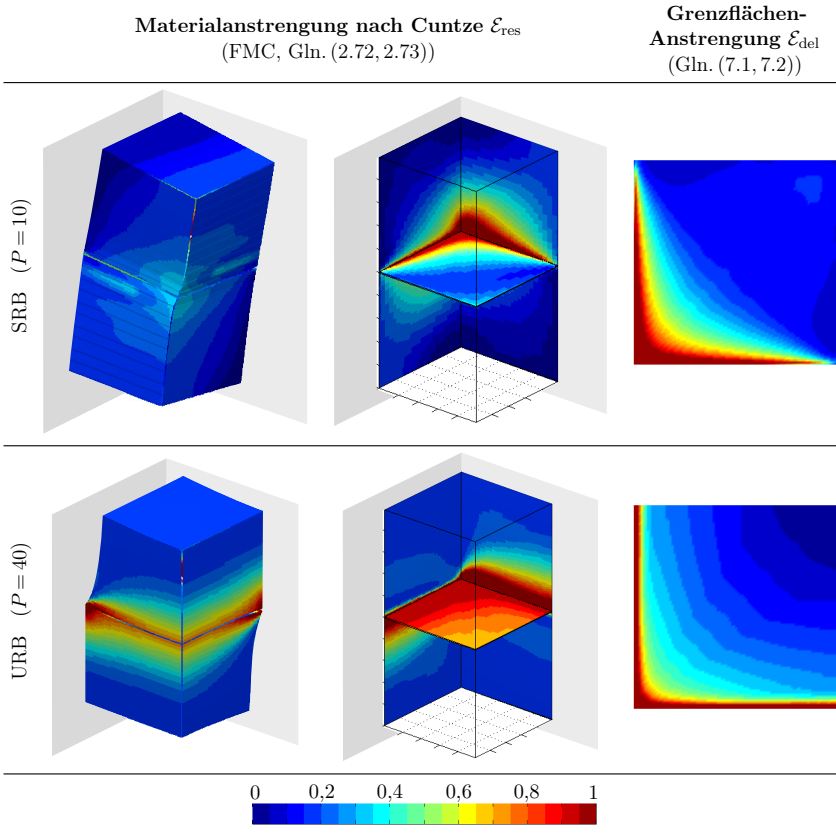 Materialanstrengung nach Cuntze ℰres
(FMC, Gln. (2.72, 2.73))
Grenzflächen-
Anstrengung ℰdel
(Gln. (7.1, 7.2))
SRB (P = 10)
URB (P = 40)
0 0,2 0,4 0,6 0,8 1